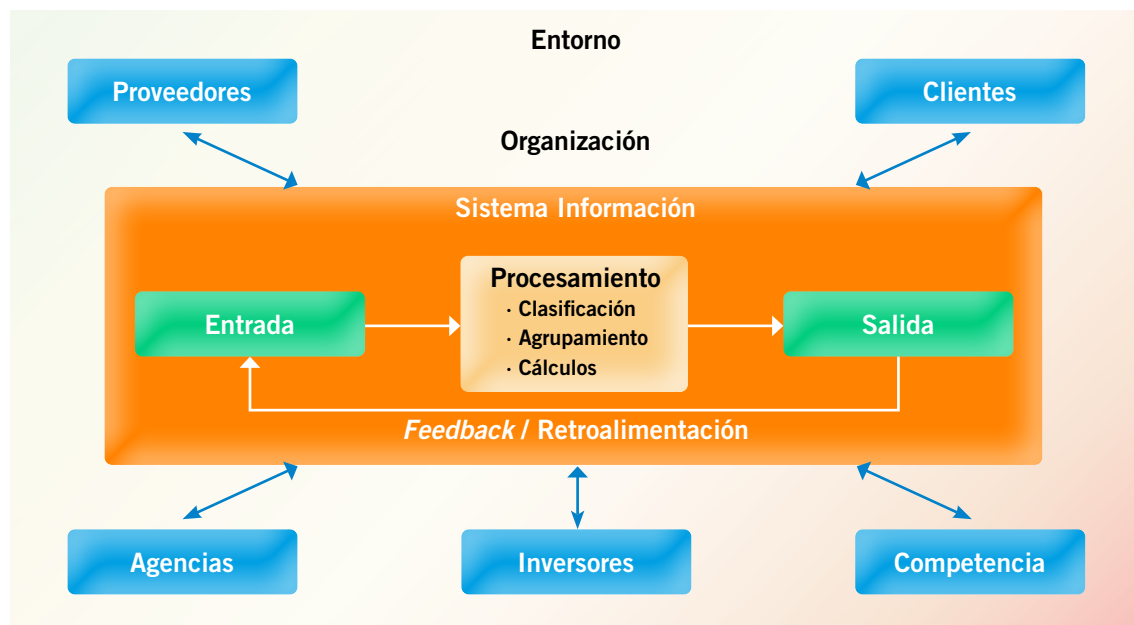 Entorno
Proveedores
Clientes
Organización
Sistema Información
Entrada
Procesamiento
· Clasificación
· Agrupamiento
· Cálculos
Salida
Feedback / Retroalimentación
Agencias
Inversores
Competencia